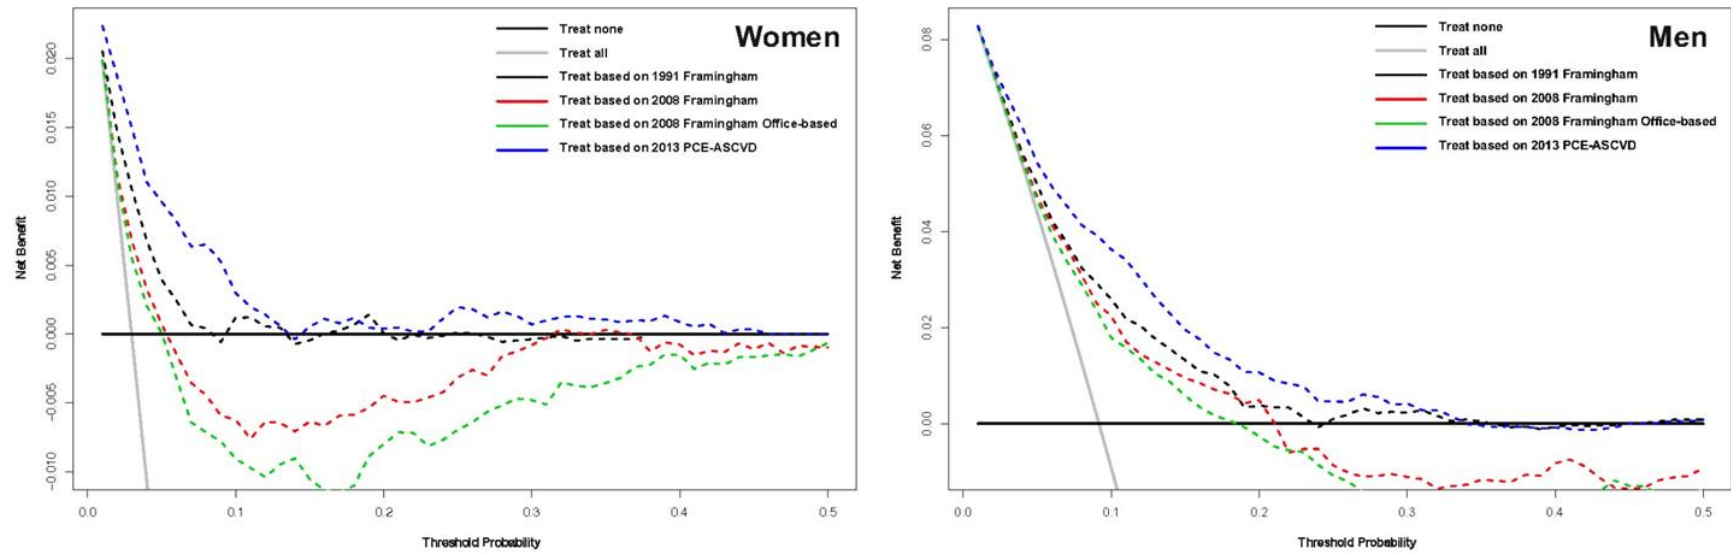 Women
Treat none
Treat all
Treat based on 1991 Framingham
Treat based on 2008 Framingham
Treat based on 2008 Framingham Office-based
Treat based on 2013 PCE-ASCVD
Net Benefit
0.020
0.015
0.010
0.005
0.000
−0.005
−0.010
0.0 0.1 0.2 0.3 0.4 0.5
Threshold Probability
Men
Treat none
Treat all
Treat based on 1991 Framingham
Treat based on 2008 Framingham
Treat based on 2008 Framingham Office-based
Treat based on 2013 PCE-ASCVD
Net Benefit
0.08
0.06
0.04
0.02
0.00
0.0 0.1 0.2 0.3 0.4 0.5
Threshold Probability